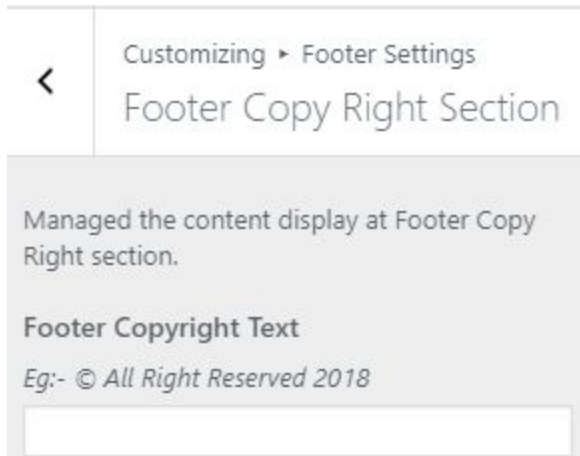 Customizing ▸ Footer Settings
Footer Copy Right Section
Managed the content display at Footer Copy
Right section.
Footer Copyright Text
Eg:- © All Right Reserved 2018